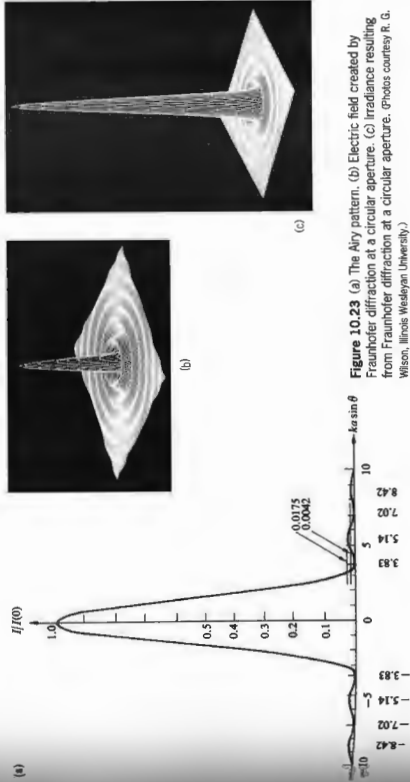 (a)
I/I(0)
1.0
0.5
0.4
0.3
0.2
0.1
0.0175
0.0042
ka sin θ
−5
0
5
10
−8.42
−7.02
−5.14
−3.83
3.83
5.14
7.02
8.42
(b)
(c)
Figure 10.23 (a) The Airy pattern. (b) Electric field created by
Fraunhofer diffraction at a circular aperture. (c) Irradiance resulting
from Fraunhofer diffraction at a circular aperture. (Photos courtesy R. G.
Wilson, Illinois Wesleyan University.)